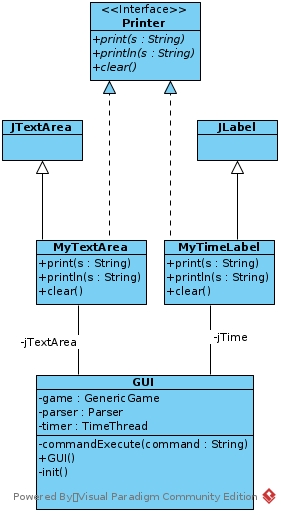 <<Interface>>
Printer
+print(s : String)
+println(s : String)
+clear()
JTextArea
JLabel
MyTextArea
+print(s : String)
+println(s : String)
+clear()
MyTimeLabel
+print(s : String)
+println(s : String)
+clear()
-jTextArea
-jTime
GUI
-game : GenericGame
-parser : Parser
-timer : TimeThread
-commandExecute(command : String)
+GUI()
-init()
Powered By▯Visual Paradigm Community Edition